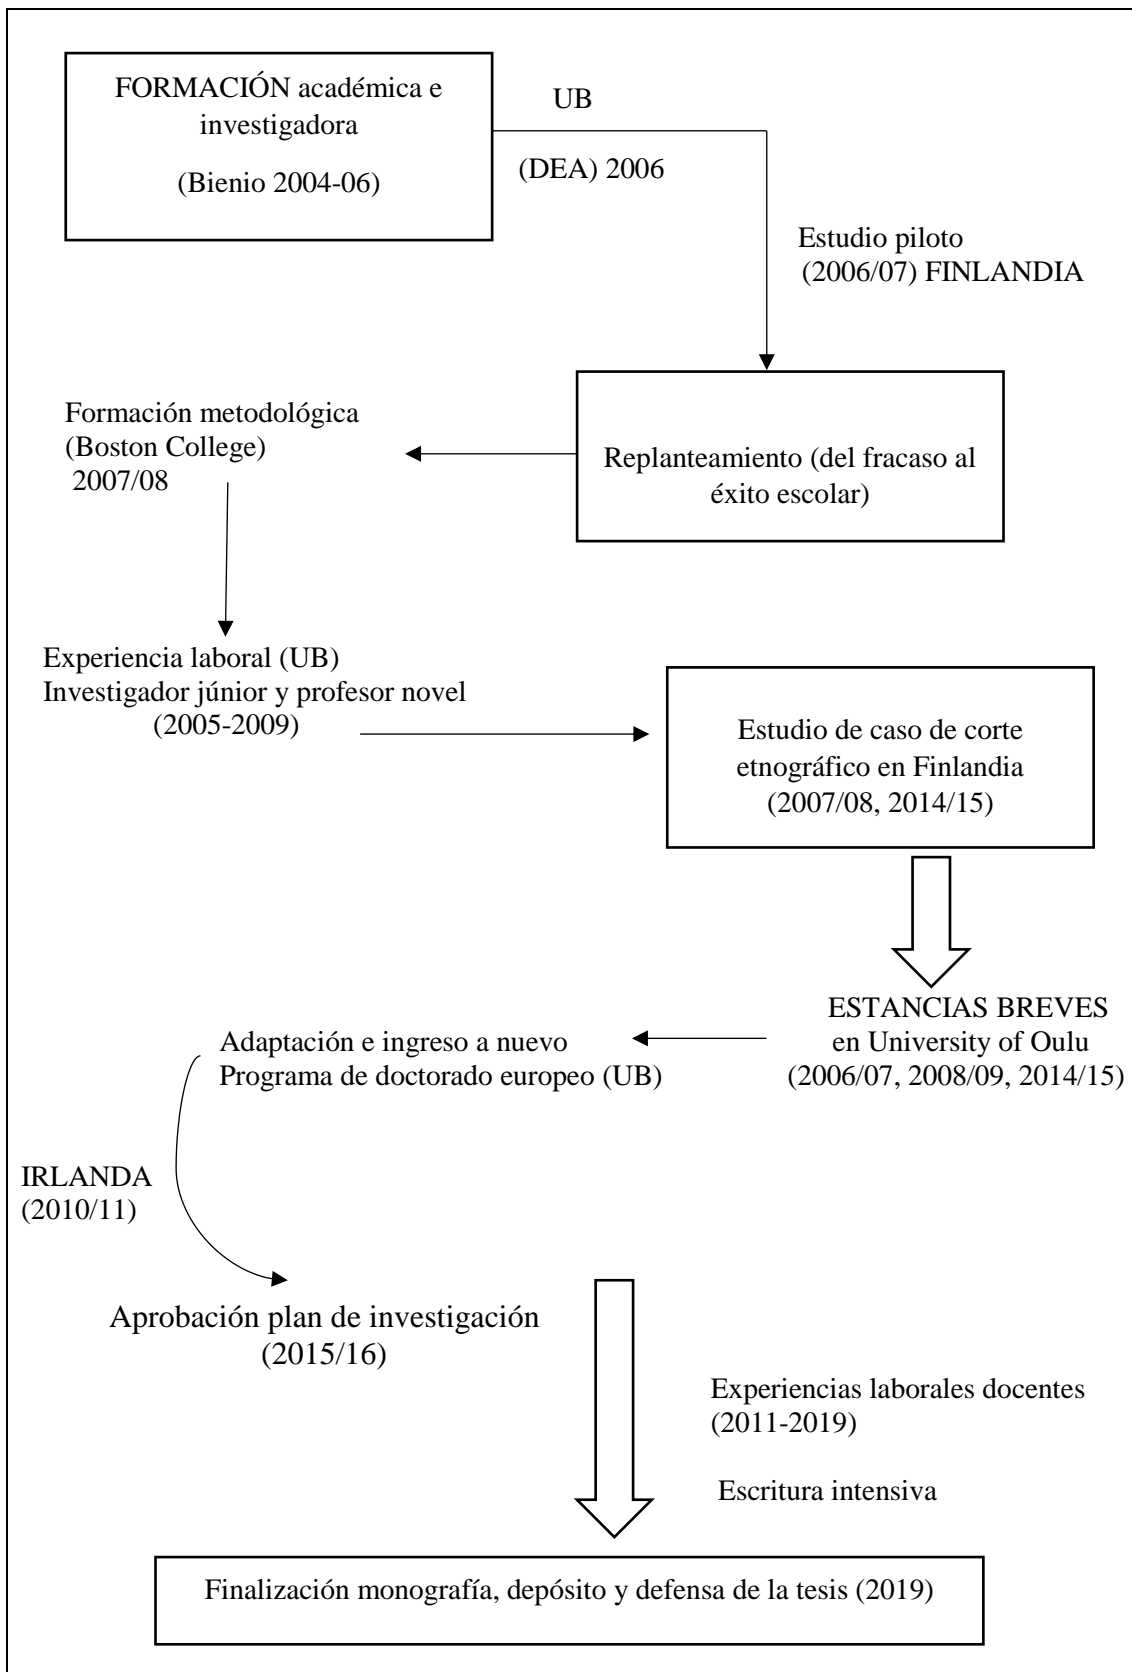 FORMACIÓN académica e
investigadora
(Bienio 2004-06)
UB
(DEA) 2006
Estudio piloto
(2006/07) FINLANDIA
Replanteamiento (del fracaso al
éxito escolar)
Formación metodológica
(Boston College)
2007/08
Experiencia laboral (UB)
Investigador júnior y profesor novel
(2005-2009)
Estudio de caso de corte
etnográfico en Finlandia
(2007/08, 2014/15)
ESTANCIAS BREVES
en University of Oulu
(2006/07, 2008/09, 2014/15)
Adaptación e ingreso a nuevo
Programa de doctorado europeo (UB)
IRLANDA
(2010/11)
Aprobación plan de investigación
(2015/16)
Experiencias laborales docentes
(2011-2019)
Escritura intensiva
Finalización monografía, depósito y defensa de la tesis (2019)